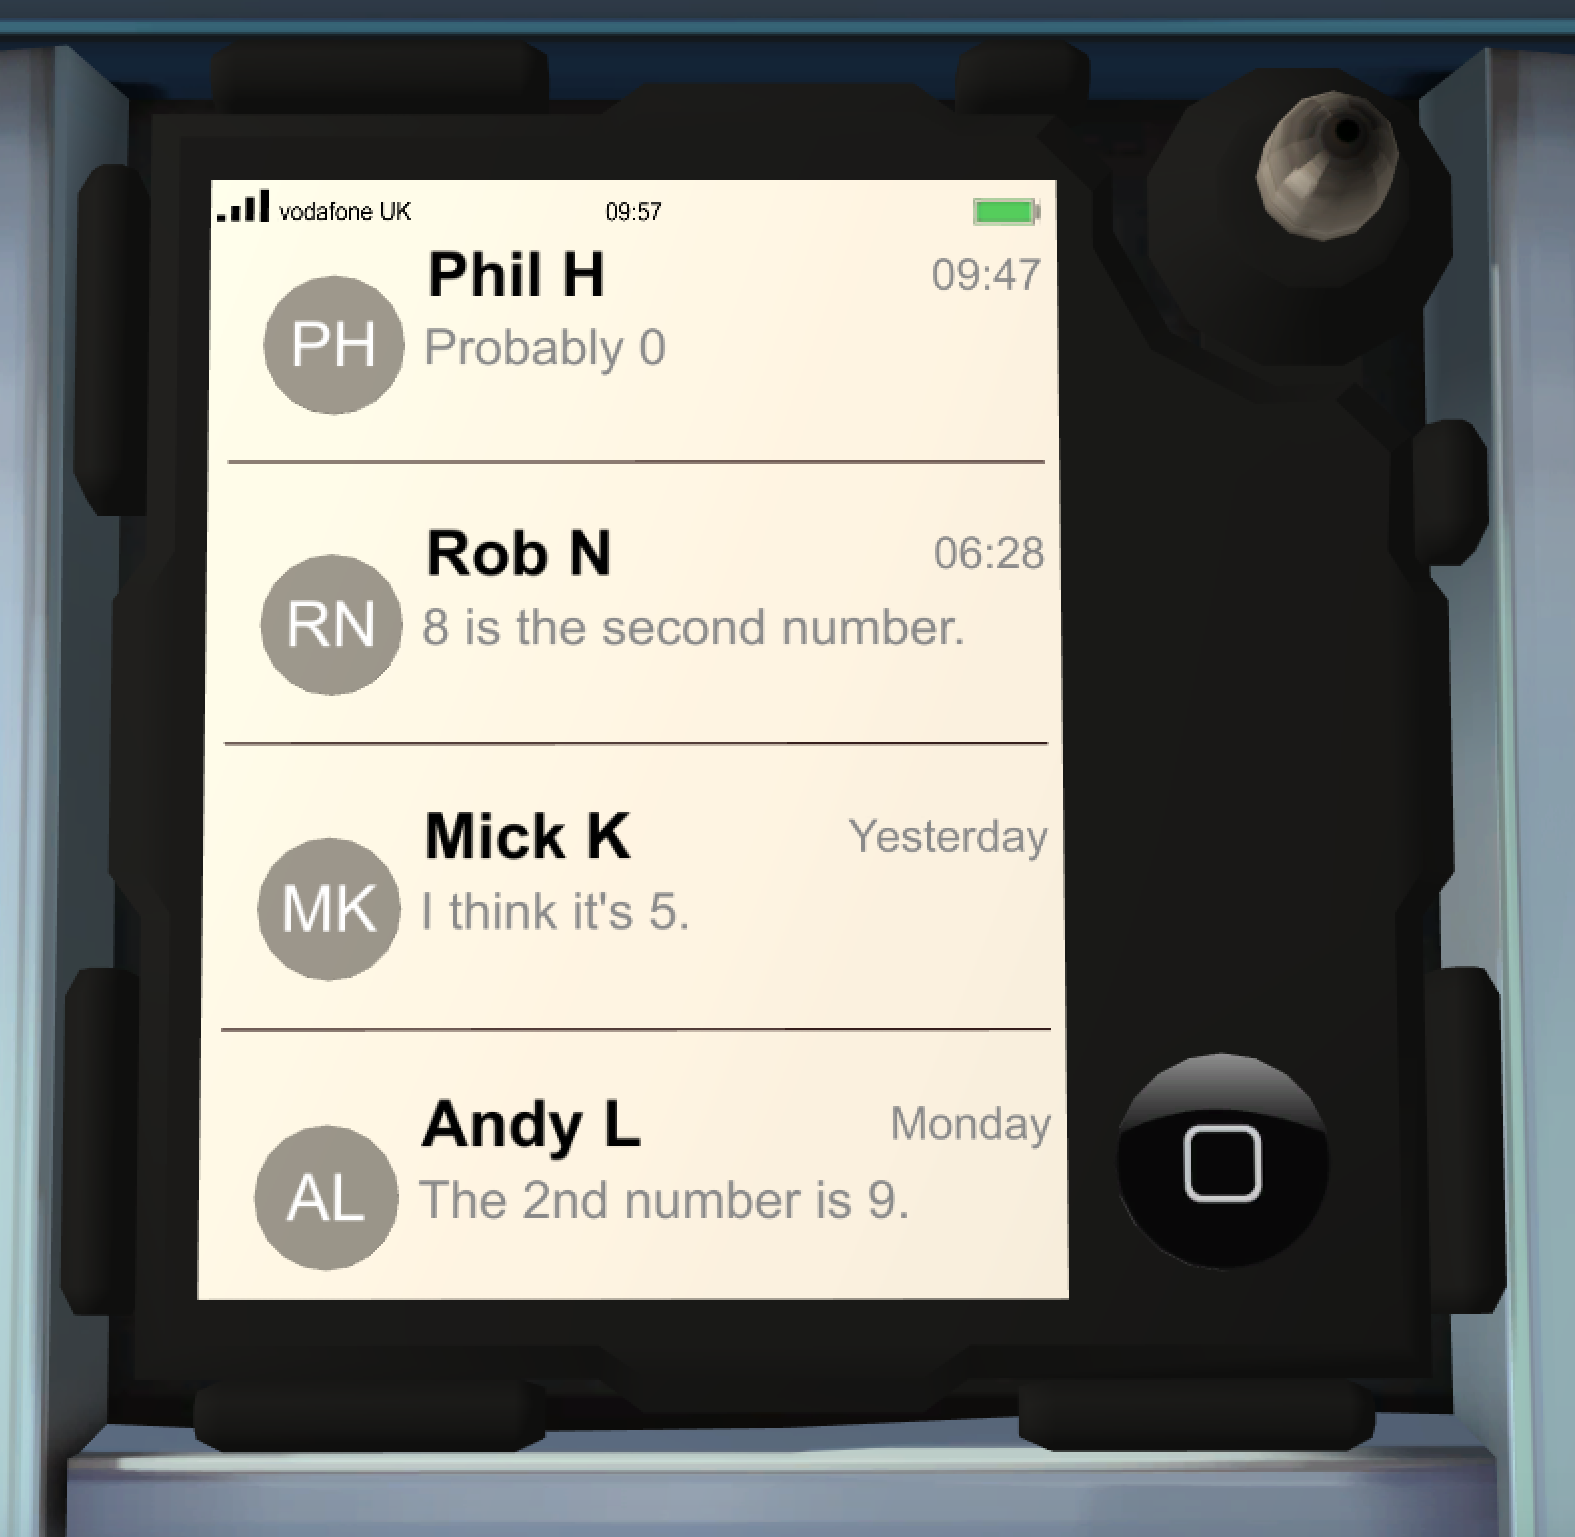 vodafone UK 09:57
Phil H 09:47
PH
Probably 0
Rob N 06:28
RN
8 is the second number.
Mick K Yesterday
MK
I think it's 5.
Andy L Monday
AL
The 2nd number is 9.